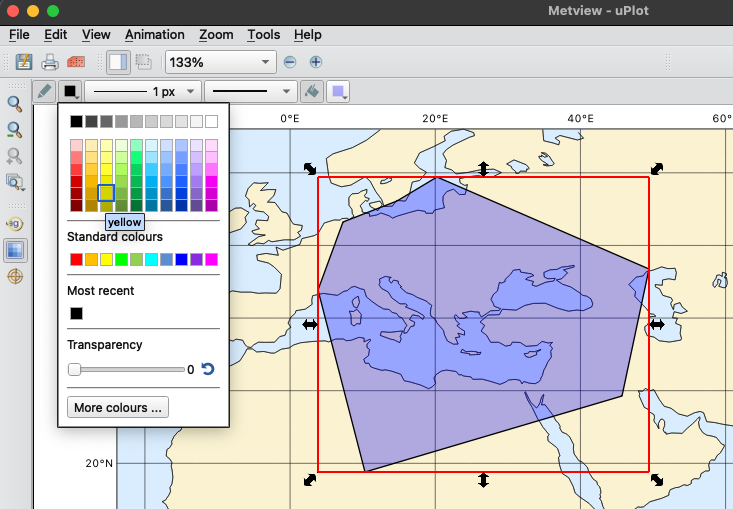 Metview - uPlot
File Edit View Animation Zoom Tools Help
133%
1 px
0°E 20°E 40°E 60°
yellow
Standard colours
Most recent
Transparency
0
More colours ...
20°N